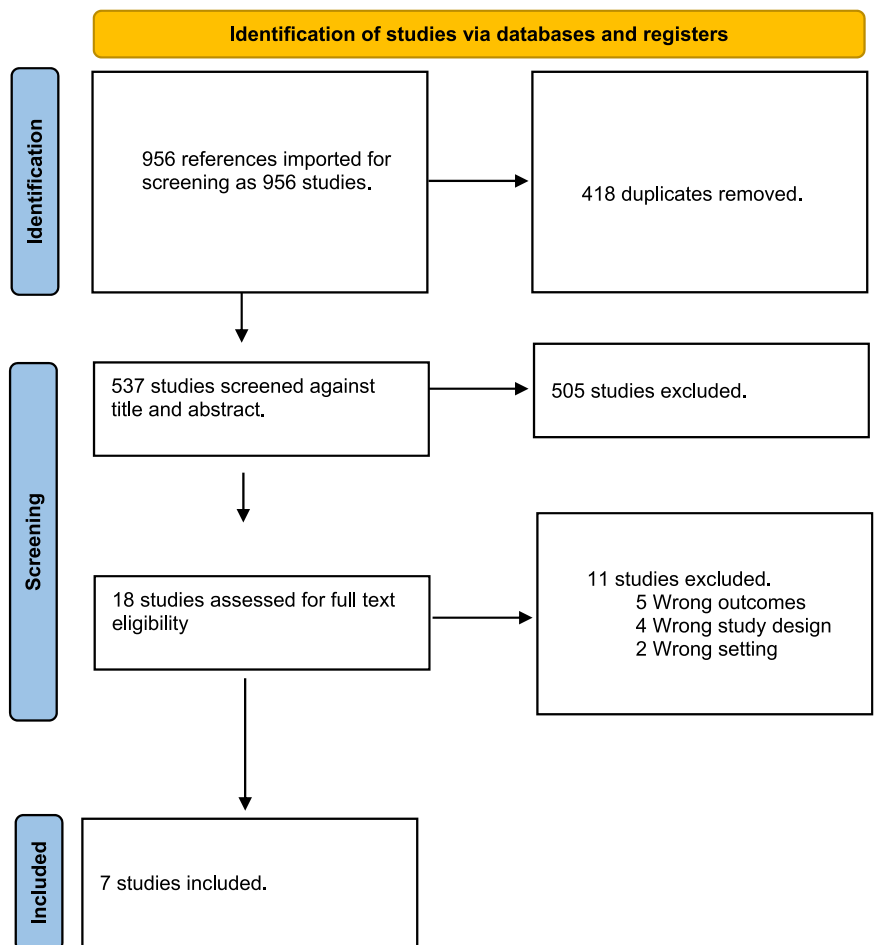 Identification of studies via databases and registers
Identification
956 references imported for
screening as 956 studies.
418 duplicates removed.
Screening
537 studies screened against
title and abstract.
505 studies excluded.
18 studies assessed for full text
eligibility
11 studies excluded.
5 Wrong outcomes
4 Wrong study design
2 Wrong setting
Included
7 studies included.